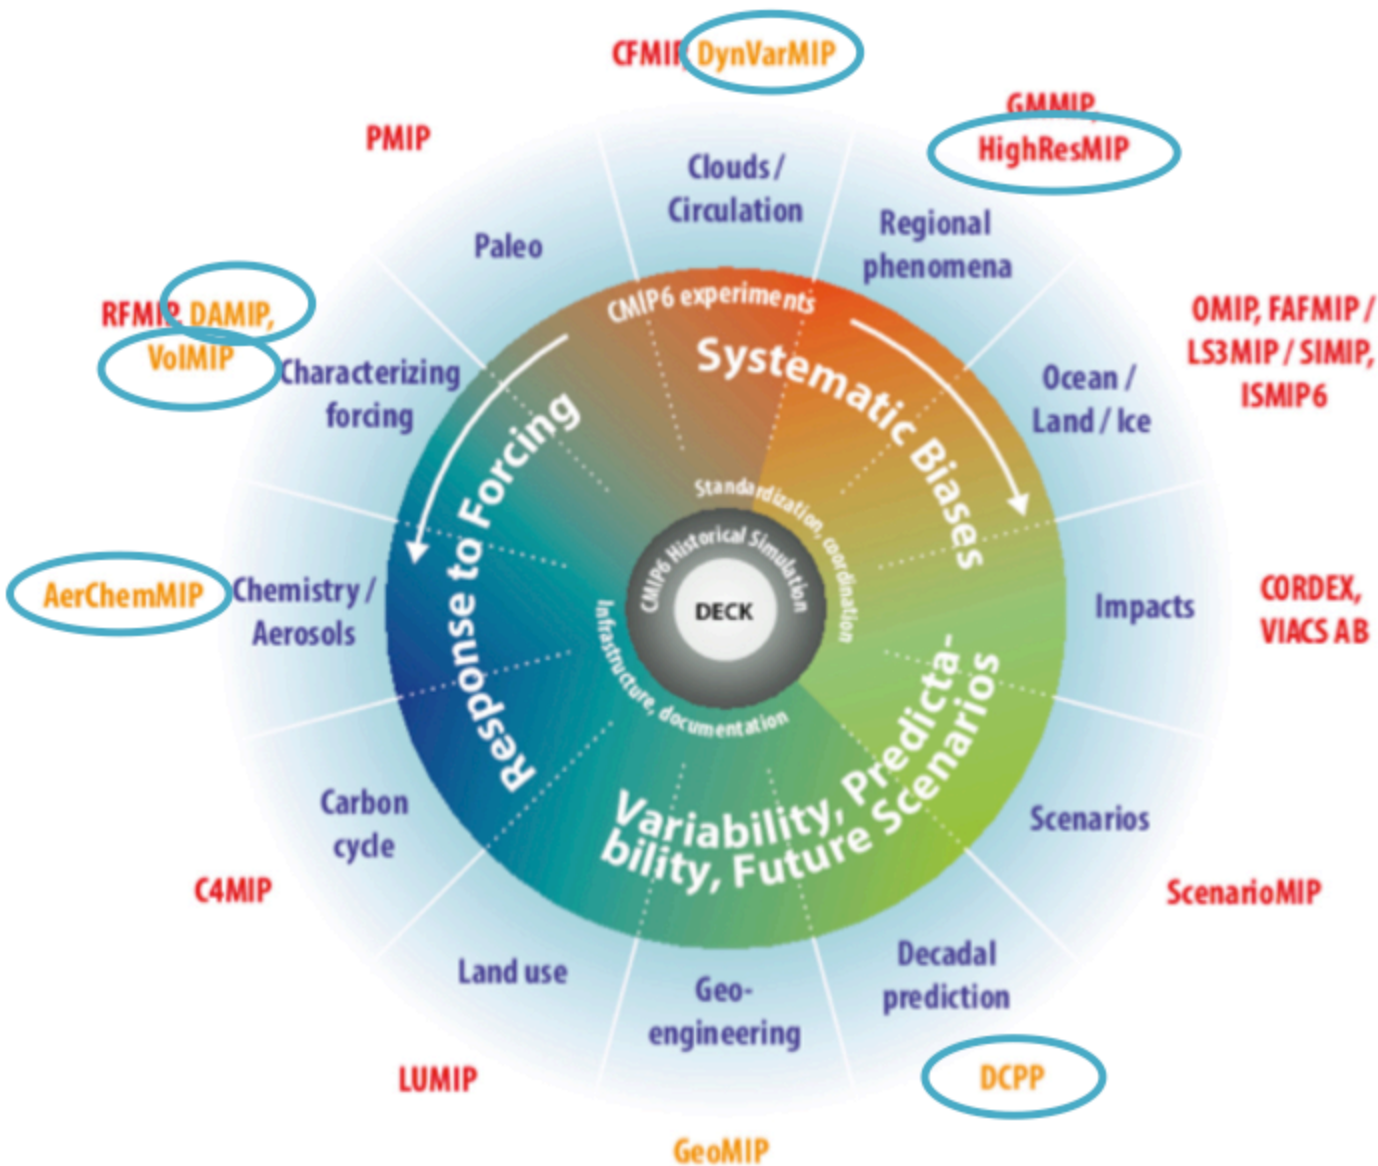 CFMIP, DynVarMIP
GMMIP,
HighResMIP
PMIP
Clouds /
Circulation
Regional
phenomena
Paleo
RFMIP, DAMIP,
VolMIP
Characterizing
forcing
OMIP, FAFMIP /
LS3MIP / SIMIP,
ISMIP6
Ocean /
Land / Ice
CMIP6 experiments
Systematic Biases
Response to Forcing
Standardization, coordination
CMIP6 Historical Simulation
DECK
Infrastructure, documentation
Variability, Predicta-
bility, Future Scenarios
AerChemMIP
Chemistry /
Aerosols
Impacts
CORDEX,
VIACS AB
Carbon
cycle
C4MIP
Scenarios
ScenarioMIP
Land use
LUMIP
Geo-
engineering
GeoMIP
Decadal
prediction
DCPP